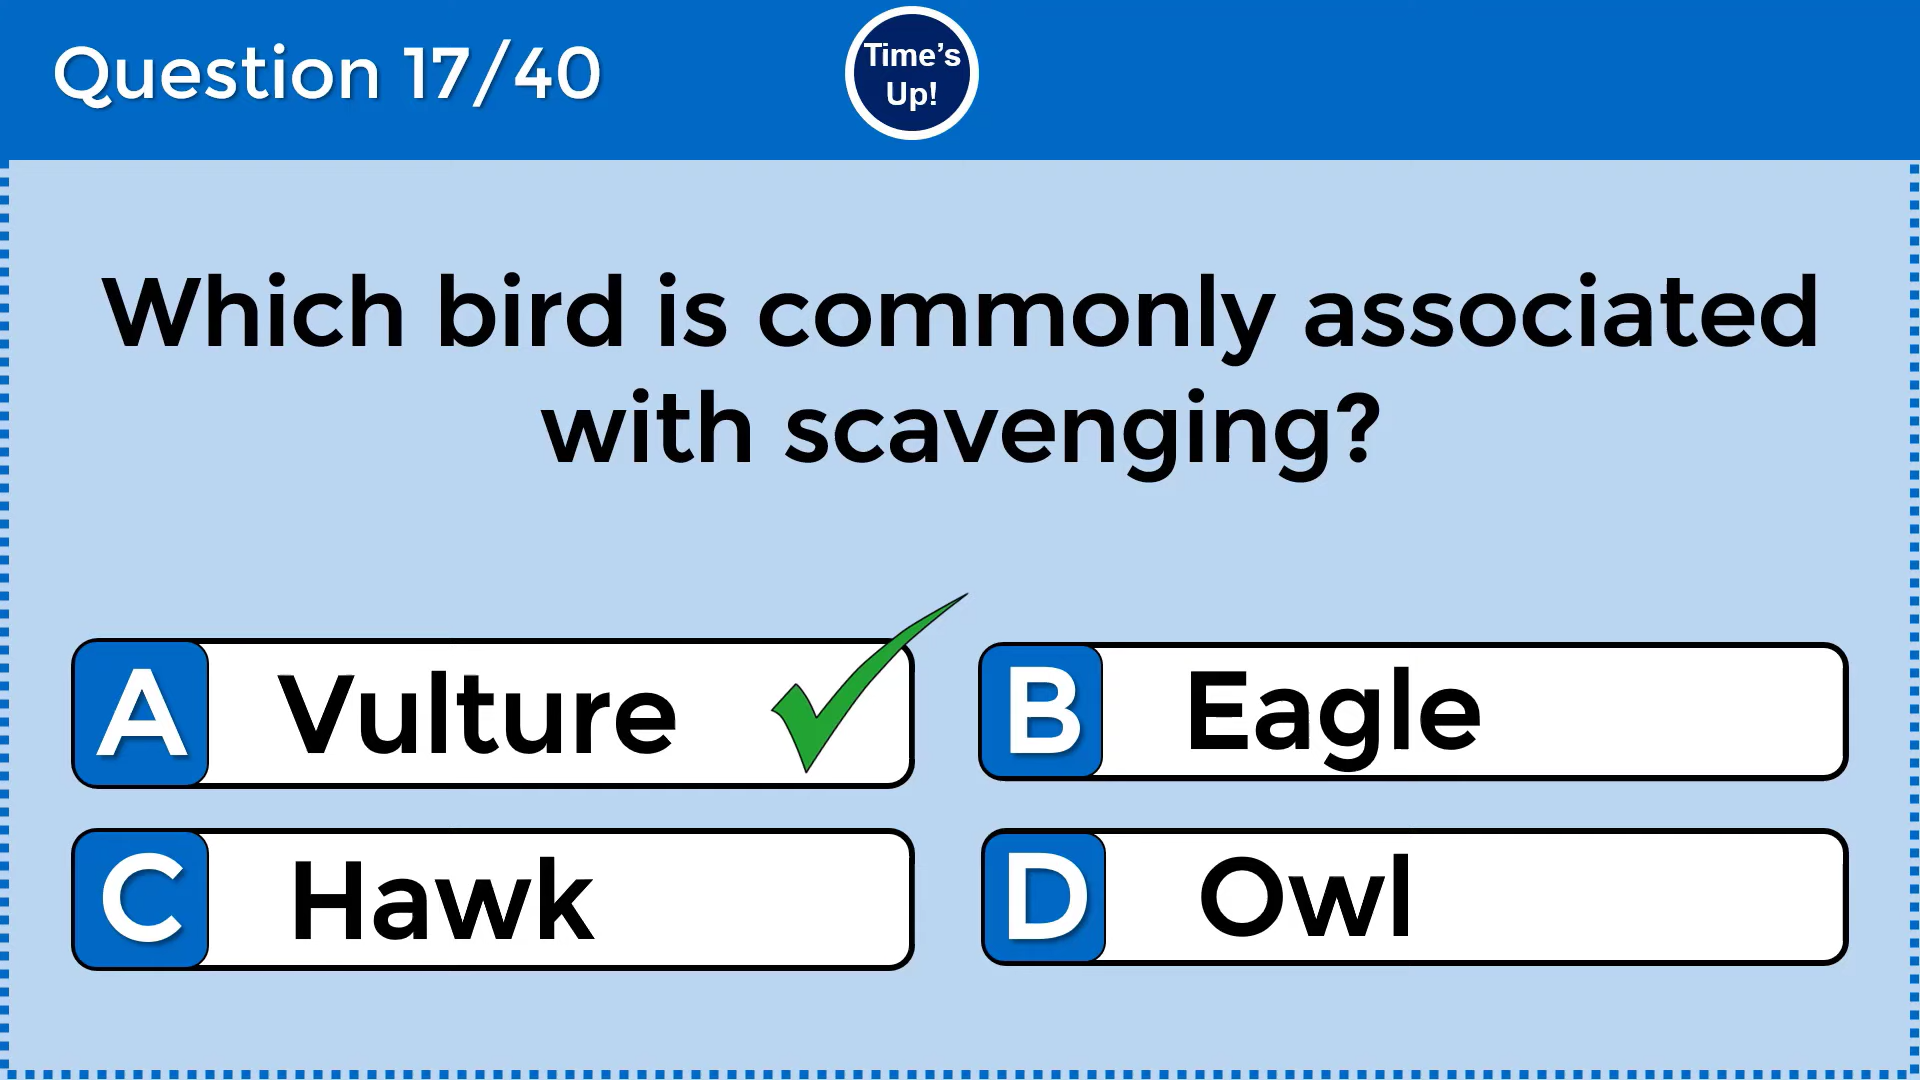 Question 17/40
Time's
Up!
Which bird is commonly associated
with scavenging?
A Vulture
B Eagle
C Hawk
D Owl